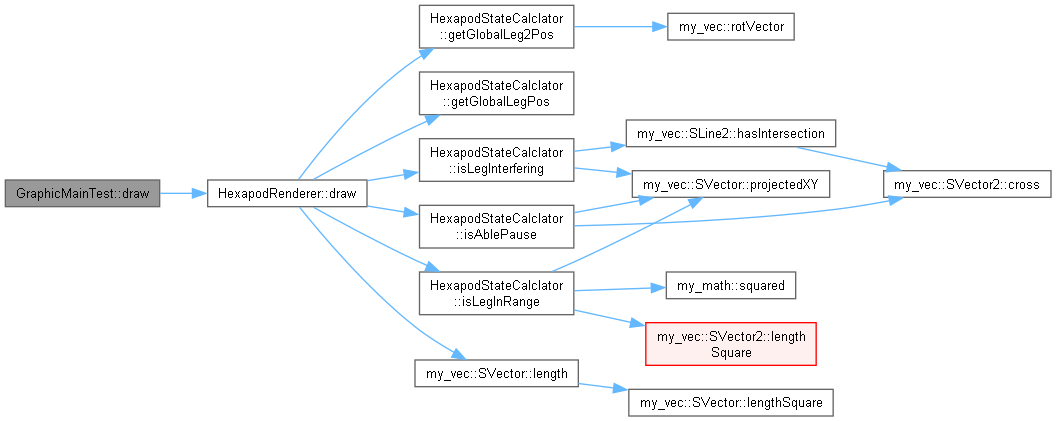 GraphicMainTest::draw
HexapodRenderer::draw
HexapodStateCalclator
::getGlobalLeg2Pos
HexapodStateCalclator
::getGlobalLegPos
HexapodStateCalclator
::isLegInterfering
HexapodStateCalclator
::isAblePause
HexapodStateCalclator
::isLegInRange
my_vec::SVector::length
my_vec::rotVector
my_vec::SLine2::hasIntersection
my_vec::SVector::projectedXY
my_math::squared
my_vec::SVector2::length
Square
my_vec::SVector::lengthSquare
my_vec::SVector2::cross